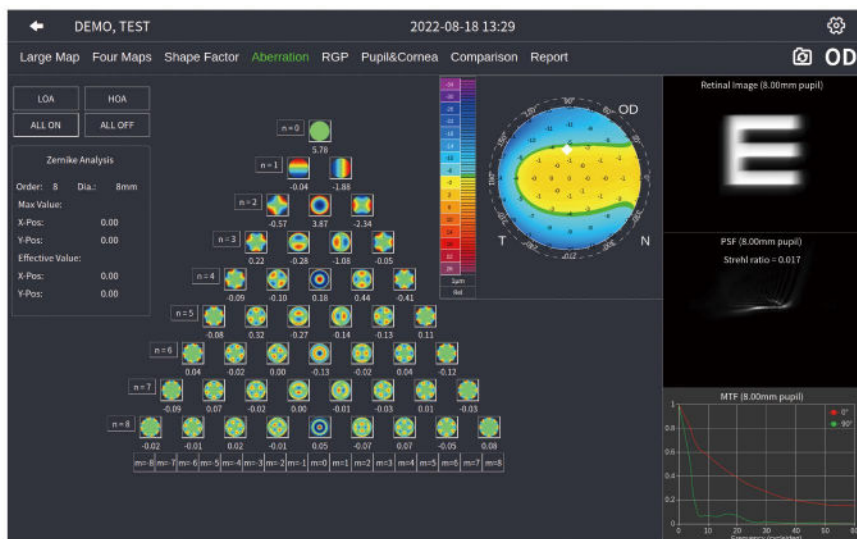 DEMO, TEST 2022-08-18 13:29
Large Map Four Maps Shape Factor Aberration RGP Pupil&Cornea Comparison Report OD
LOA HOA
ALL ON ALL OFF
Zernike Analysis
Order: 8 Dia.: 8mm
Max Value:
X-Pos: 0.00
Y-Pos: 0.00
Effective Value:
X-Pos: 0.00
Y-Pos: 0.00
n=0
5.78
n=1
-0.04 -1.88
n=2
-0.57 3.87 -2.34
n=3
0.22 -0.28 -1.08 -0.05
n=4
-0.09 -0.10 0.18 0.44 -0.41
n=5
-0.08 0.32 -0.27 -0.14 -0.13 0.11
n=6
0.04 -0.02 0.00 -0.13 -0.02 0.04 -0.12
n=7
-0.09 0.07 -0.02 0.00 -0.01 -0.03 0.01 -0.03
n=8
-0.02 -0.01 0.02 -0.01 0.05 -0.07 0.07 -0.05 0.08
m=-8 m=-7 m=-6 m=-5 m=-4 m=-3 m=-2 m=-1 m=0 m=1 m=2 m=3 m=4 m=5 m=6 m=7 m=8
OD
T N
1μm
Rel
Retinal Image (8.00mm pupil)
PSF (8.00mm pupil)
Strehl ratio = 0.017
MTF (8.00mm pupil)
0°
90°
1
0.8
0.6
0.4
0.2
0
0 10 20 30 40 50 60